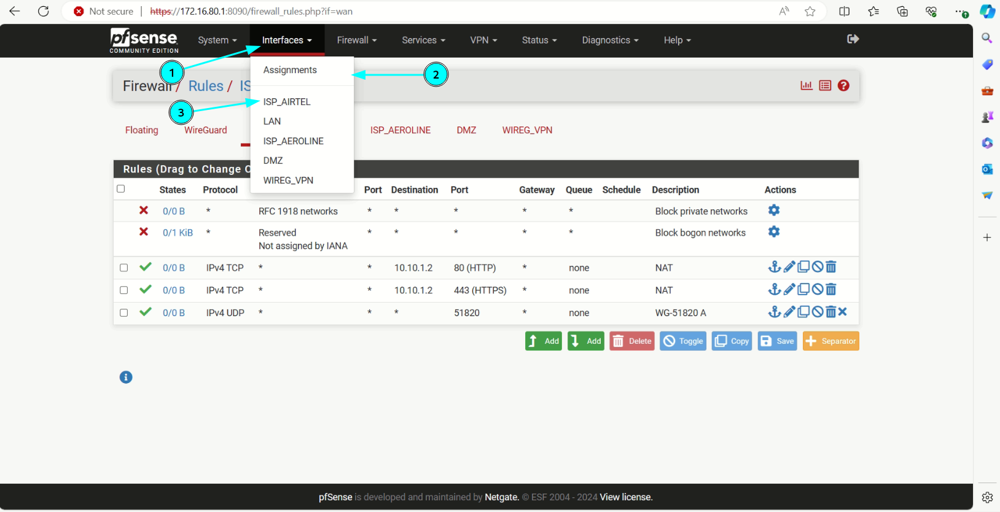 Not secure | https://172.16.80.1:8090/firewall_rules.php?if=wan
pfsense
COMMUNITY EDITION
System Interfaces Firewall Services VPN Status Diagnostics Help
1
Assignments
2
Firewall / Rules / IS
ISP_AIRTEL
3
LAN
Floating WireGuard ISP_AEROLINE DMZ WIREG_VPN
ISP_AEROLINE
DMZ
WIREG_VPN
Rules (Drag to Change O
States Protocol Port Destination Port Gateway Queue Schedule Description Actions
0/0 B * RFC 1918 networks * * * * * Block private networks
0/1 KiB * Reserved * * * * * Block bogon networks
Not assigned by IANA
0/0 B IPv4 TCP * * 10.10.1.2 80 (HTTP) * none NAT
0/0 B IPv4 TCP * * 10.10.1.2 443 (HTTPS) * none NAT
0/0 B IPv4 UDP * * * 51820 * none WG-51820 A
Add Add Delete Toggle Copy Save Separator
pfSense is developed and maintained by Netgate. © ESF 2004 - 2024 View license.